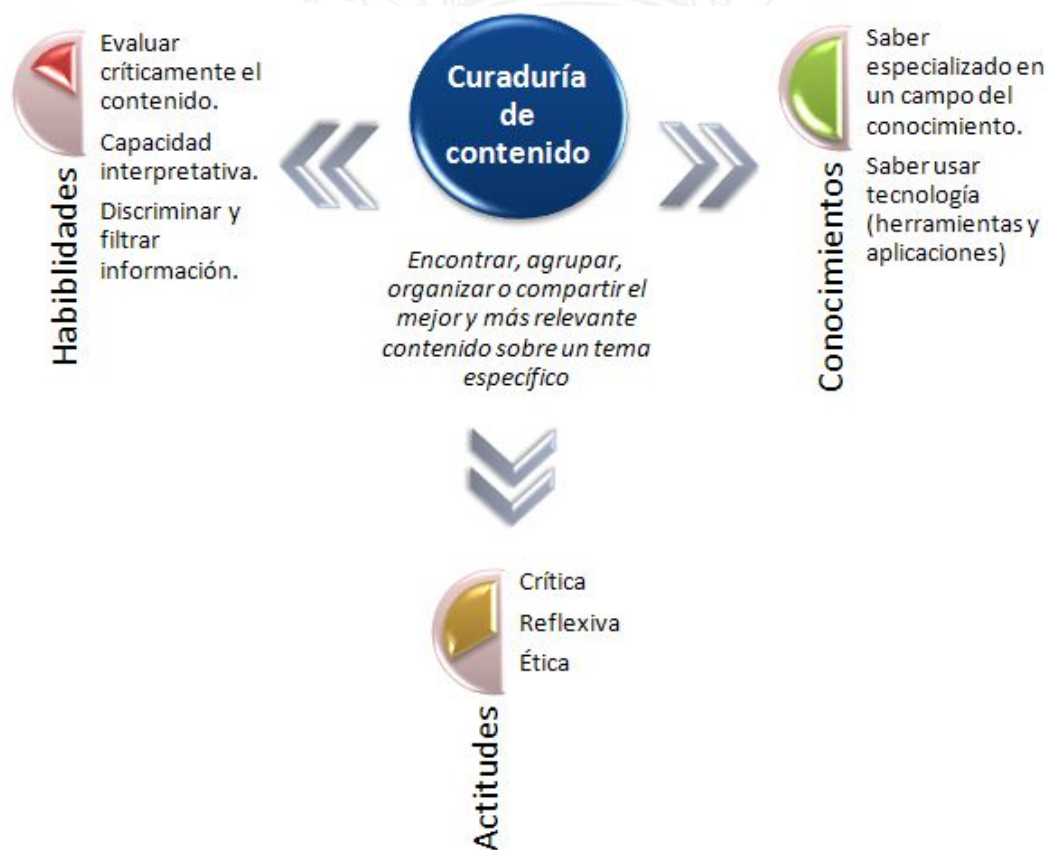 Curaduría
de
contenido
Encontrar, agrupar,
organizar o compartir el
mejor y más relevante
contenido sobre un tema
específico
Habiblidades
Evaluar
críticamente el
contenido.
Capacidad
interpretativa.
Discriminar y
filtrar
información.
Conocimientos
Saber
especializado en
un campo del
conocimiento.
Saber usar
tecnología
(herramientas y
aplicaciones)
Actitudes
Crítica
Reflexiva
Ética